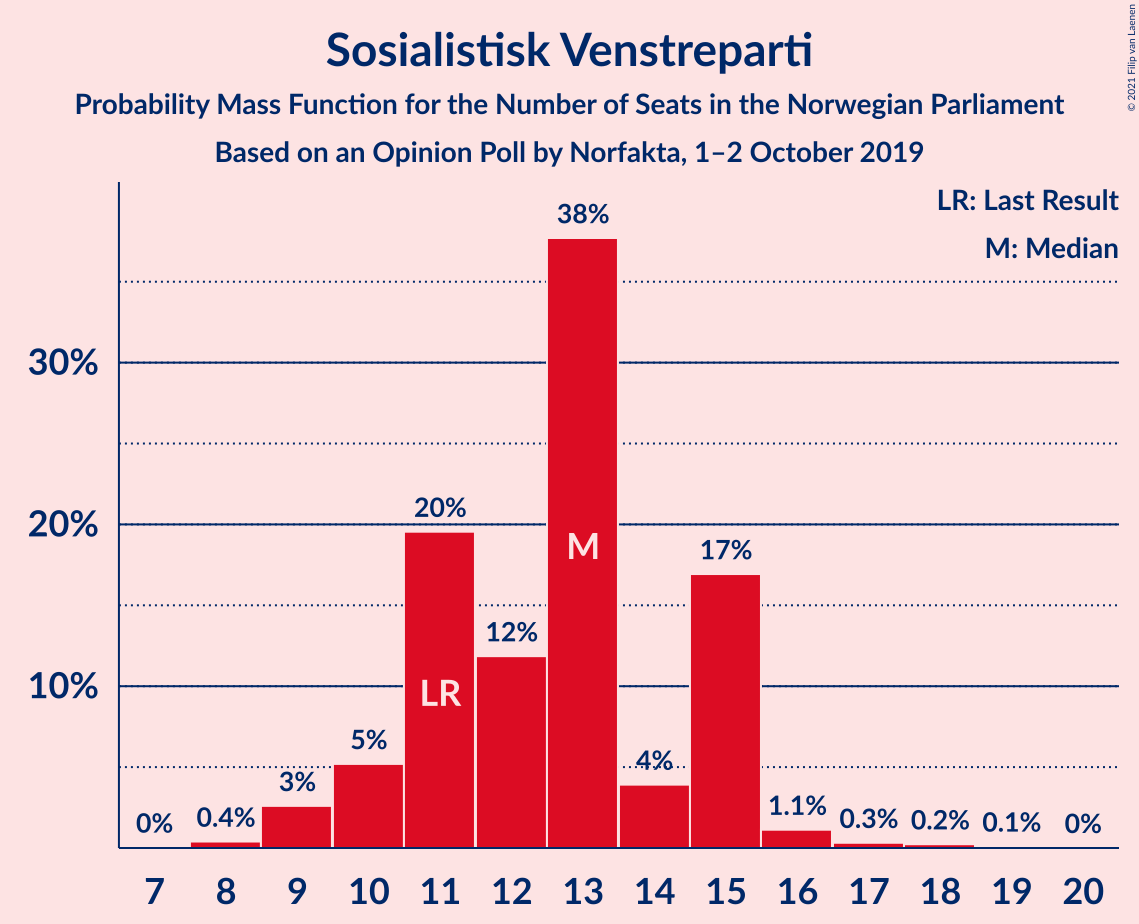 Sosialistisk Venstreparti
Probability Mass Function for the Number of Seats in the Norwegian Parliament
Based on an Opinion Poll by Norfakta, 1–2 October 2019
© 2021 Filip van Laenen
LR: Last Result
M: Median
38%
30%
20%
20%
M
17%
12%
10%
LR
5%
4%
3%
1.1%
0%
0.4%
0.3%
0.2%
0.1%
0%
7 8 9 10 11 12 13 14 15 16 17 18 19 20